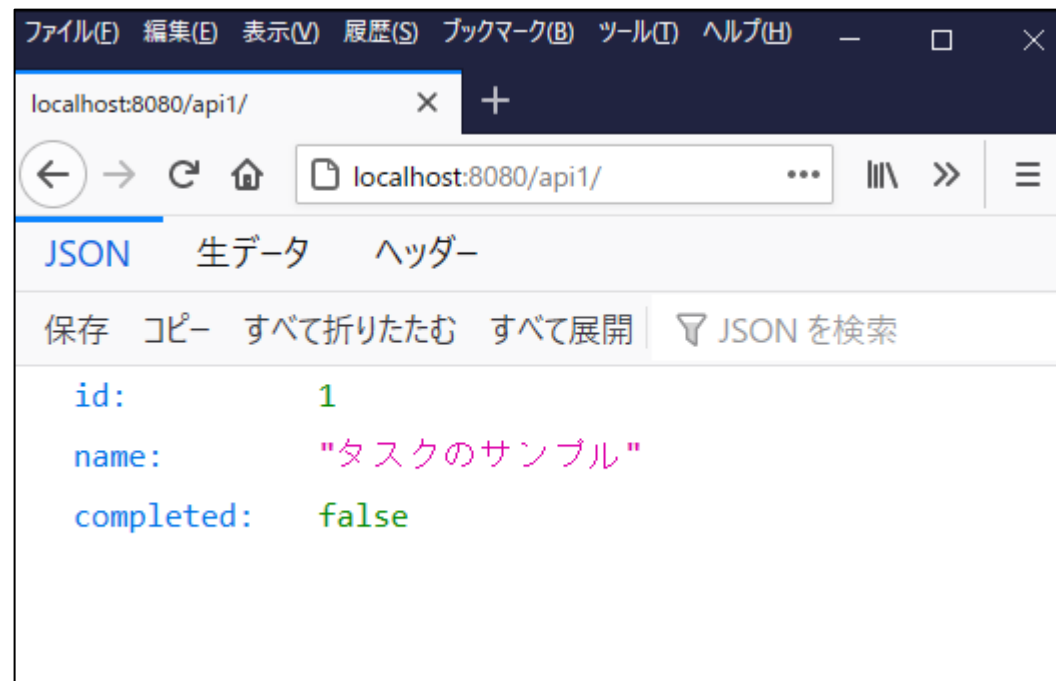 ファイル(F) 編集(E) 表示(V) 履歴(S) ブックマーク(B) ツール(T) ヘルプ(H)
localhost:8080/api1/
localhost:8080/api1/
JSON 生データ ヘッダー
保存 コピー すべて折りたたむ すべて展開 JSON を検索
id: 1
name: "タスクのサンプル"
completed: false